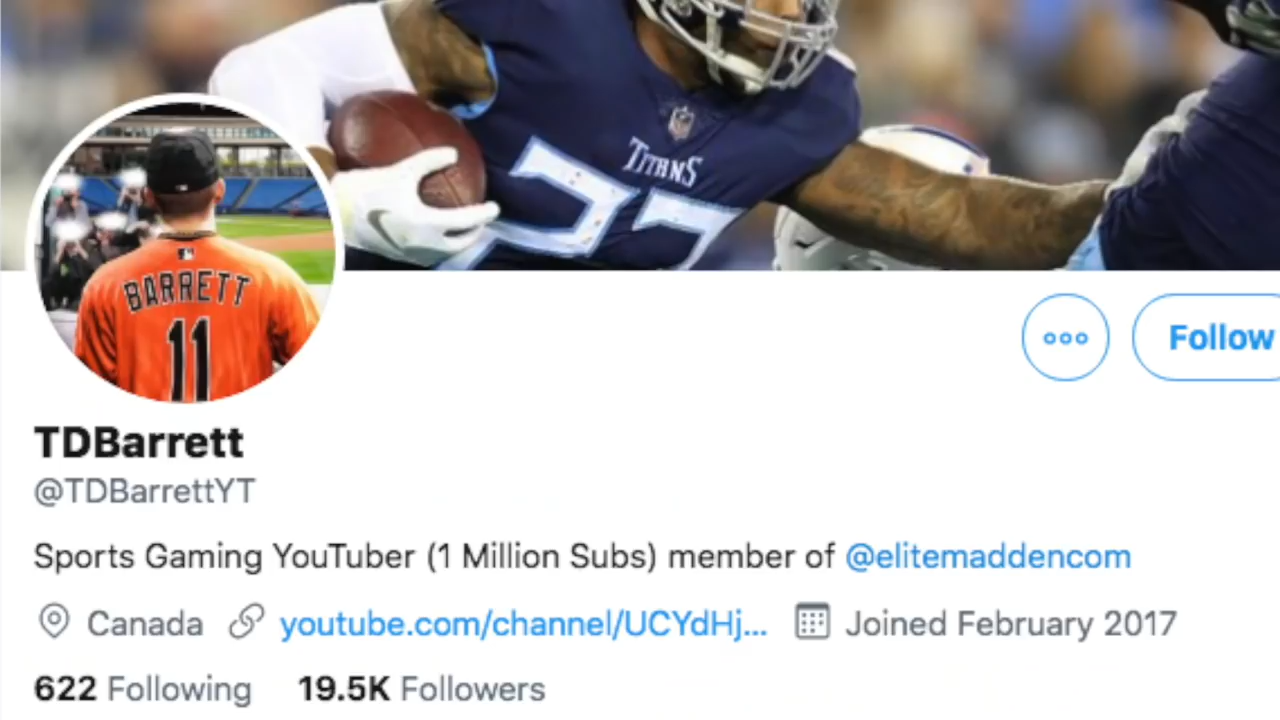 TITANS
22
BARRETT
11
Follow
TDBarrett
@TDBarrettYT
Sports Gaming YouTuber (1 Million Subs) member of @elitemaddencom
Canada youtube.com/channel/UCYdHj... Joined February 2017
622 Following 19.5K Followers